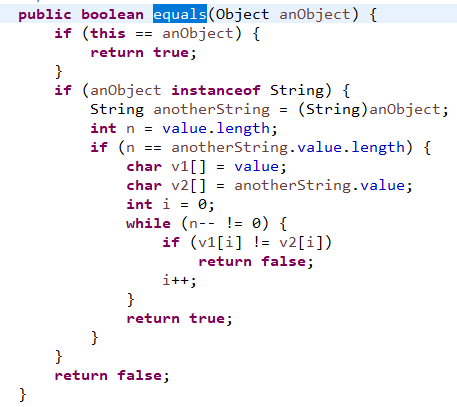 public boolean equals(Object anObject) {
    if (this == anObject) {
        return true;
    }
    if (anObject instanceof String) {
        String anotherString = (String)anObject;
        int n = value.length;
        if (n == anotherString.value.length) {
            char v1[] = value;
            char v2[] = anotherString.value;
            int i = 0;
            while (n-- != 0) {
                if (v1[i] != v2[i])
                    return false;
                i++;
            }
            return true;
        }
    }
    return false;
}